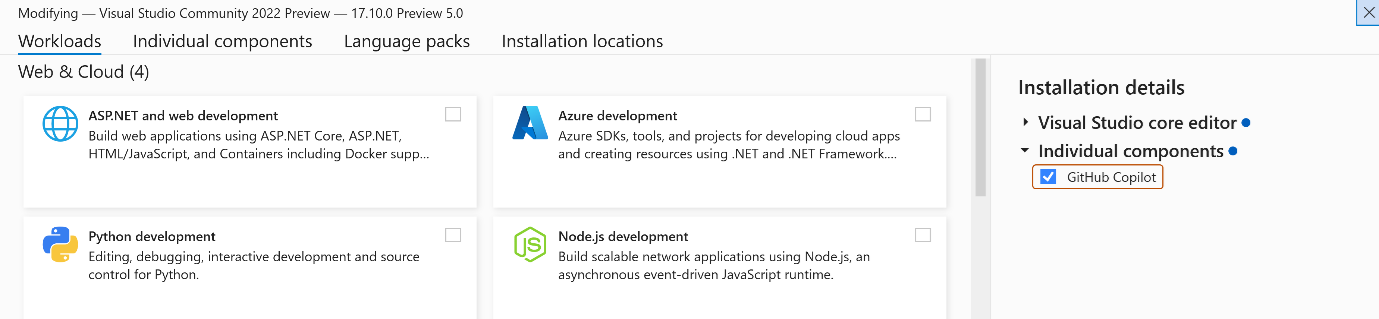 Modifying — Visual Studio Community 2022 Preview — 17.10.0 Preview 5.0
Workloads Individual components Language packs Installation locations
Web & Cloud (4)
ASP.NET and web development
Build web applications using ASP.NET Core, ASP.NET,
HTML/JavaScript, and Containers including Docker supp...
Azure development
Azure SDKs, tools, and projects for developing cloud apps
and creating resources using .NET and .NET Framework....
Python development
Editing, debugging, interactive development and source
control for Python.
JS
Node.js development
Build scalable network applications using Node.js, an
asynchronous event-driven JavaScript runtime.
Installation details
Visual Studio core editor
Individual components
GitHub Copilot